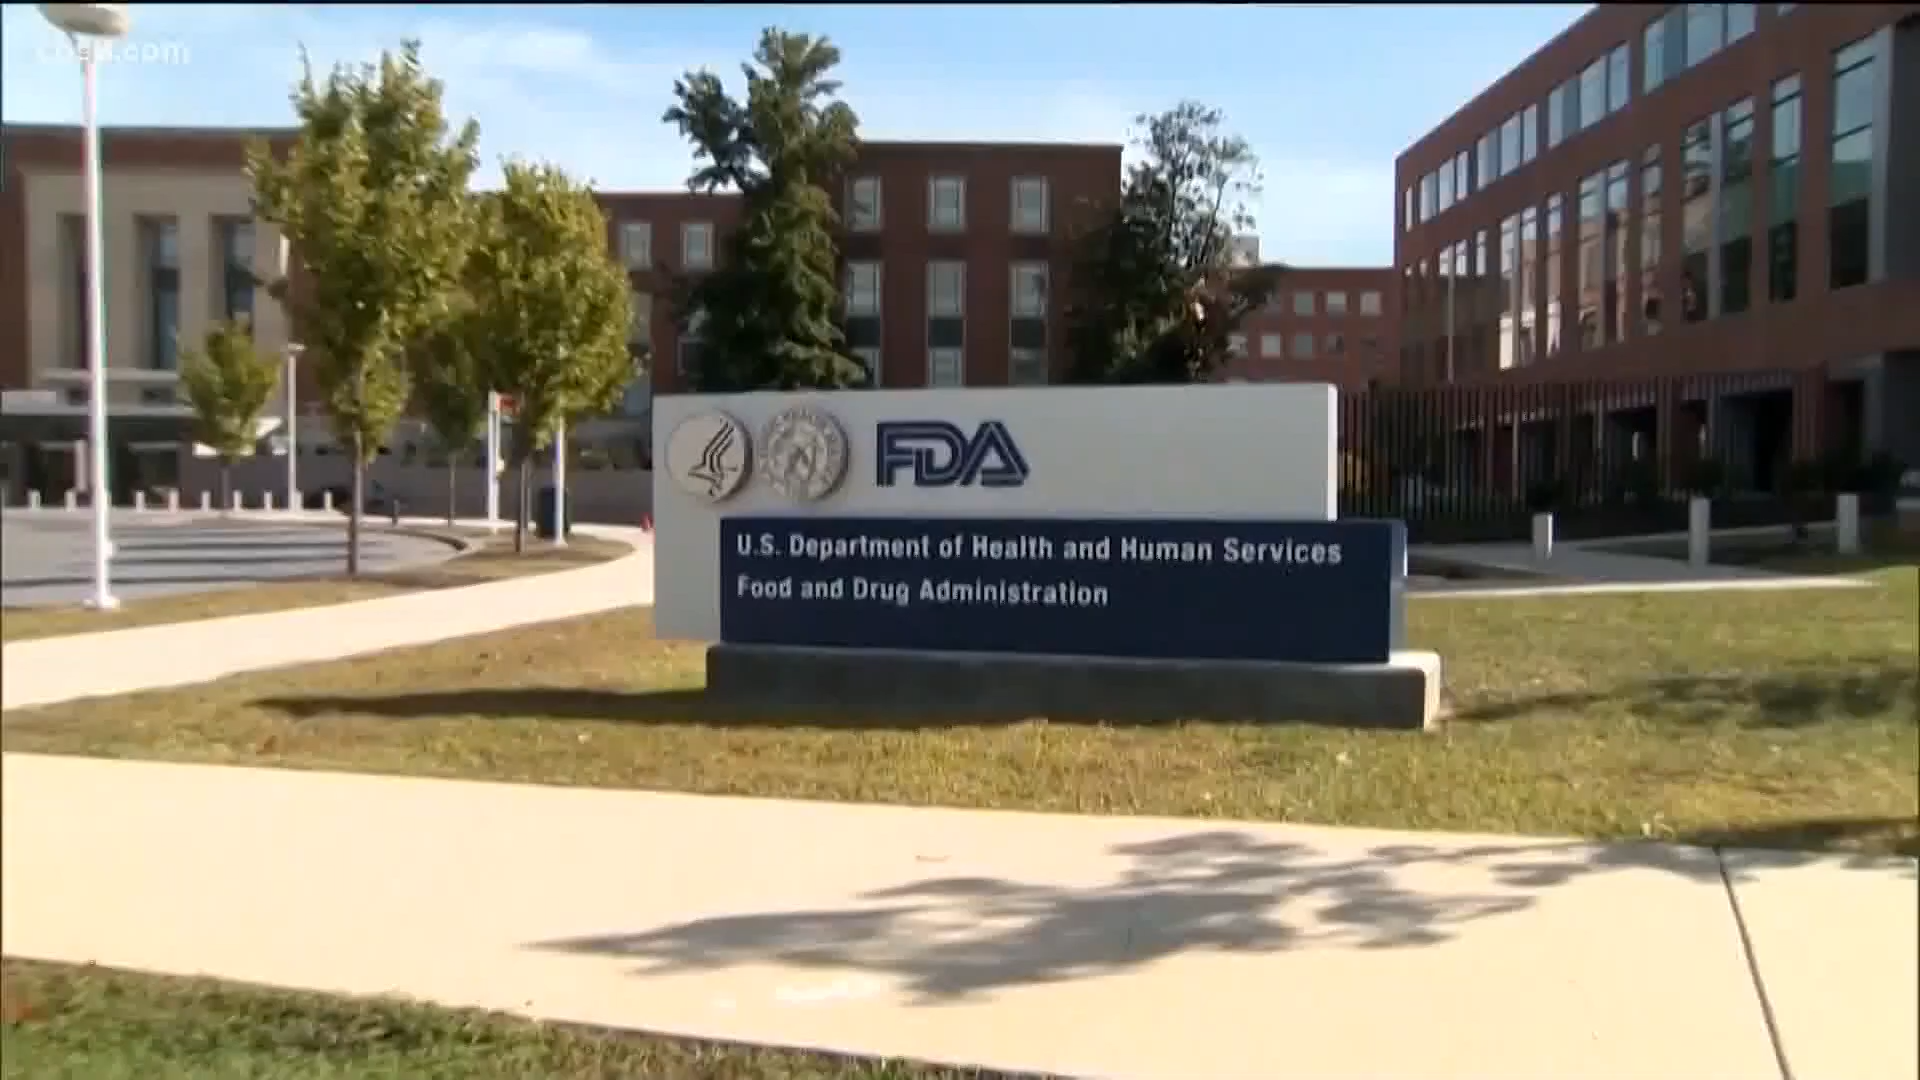 FDA
U.S. Department of Health and Human Services
Food and Drug Administration